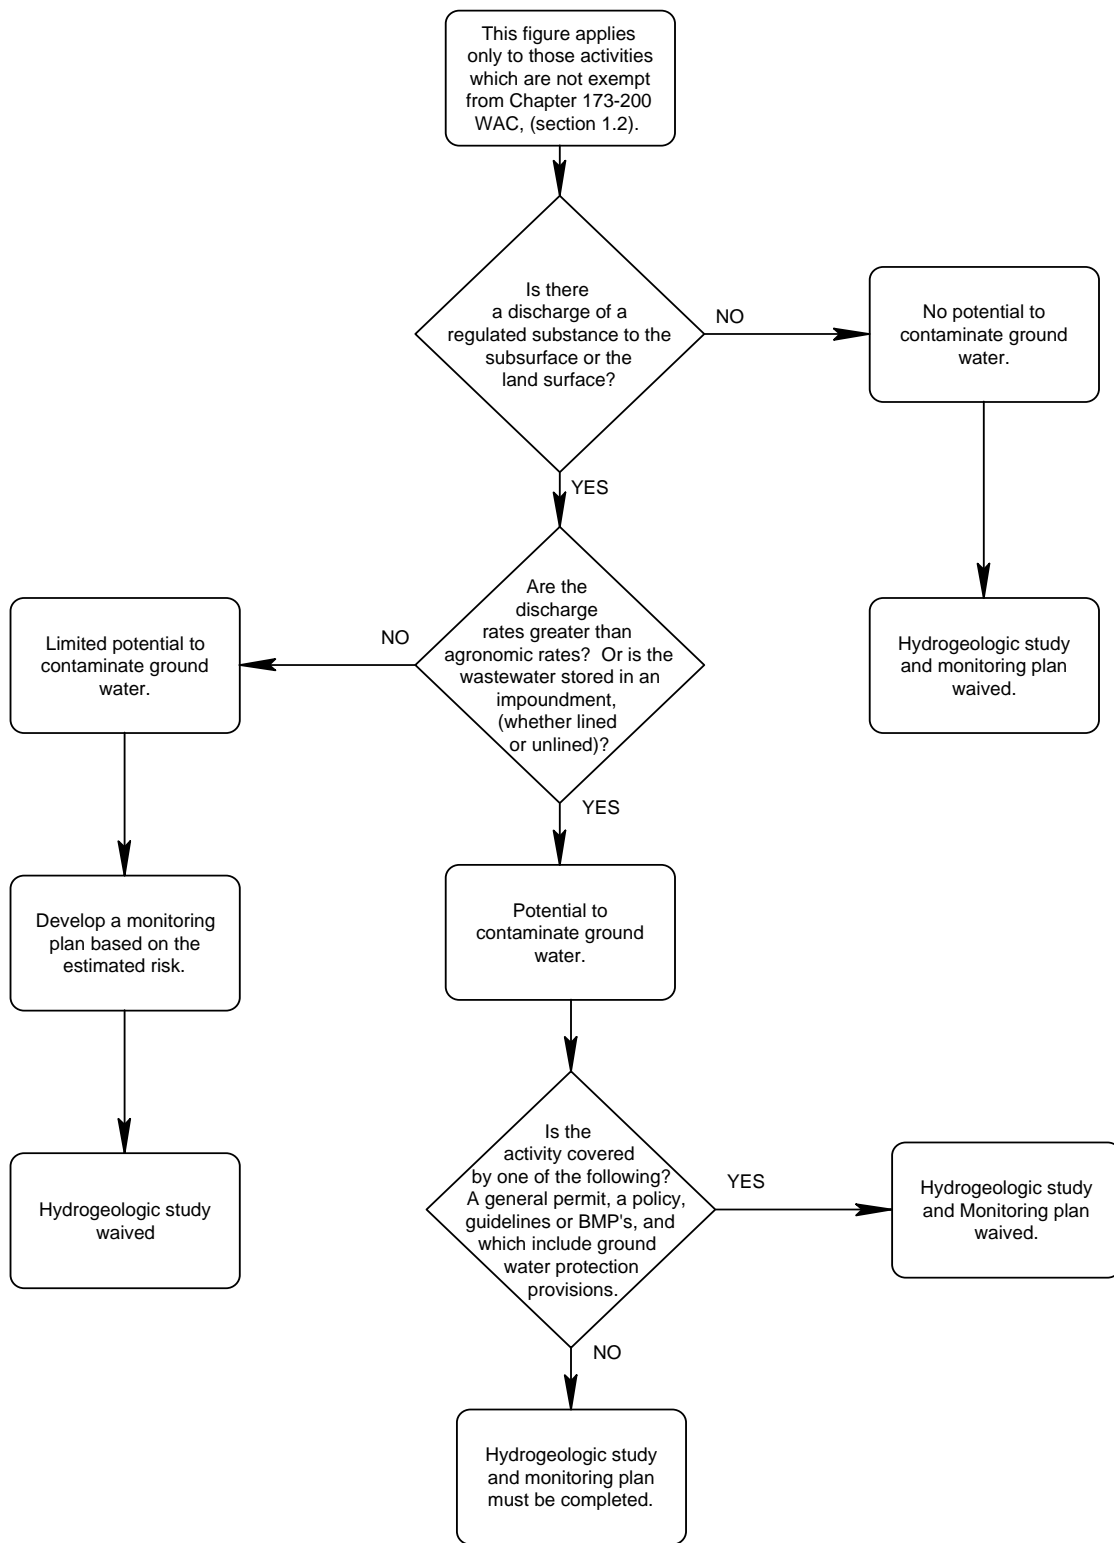 This figure applies
only to those activities
which are not exempt
from Chapter 173-200
WAC, (section 1.2).
Is there
a discharge of a
regulated substance to the
subsurface or the
land surface?
NO
No potential to
contaminate ground
water.
YES
Hydrogeologic study
and monitoring plan
waived.
Are the
discharge
rates greater than
agronomic rates?  Or is the
wastewater stored in an
impoundment,
(whether lined
or unlined)?
NO
Limited potential to
contaminate ground
water.
YES
Develop a monitoring
plan based on the
estimated risk.
Potential to
contaminate ground
water.
Hydrogeologic study
waived
Is the
activity covered
by one of the following?
A general permit, a policy,
guidelines or BMP's, and
which include ground
water protection
provisions.
YES
Hydrogeologic study
and Monitoring plan
waived.
NO
Hydrogeologic study
and monitoring plan
must be completed.